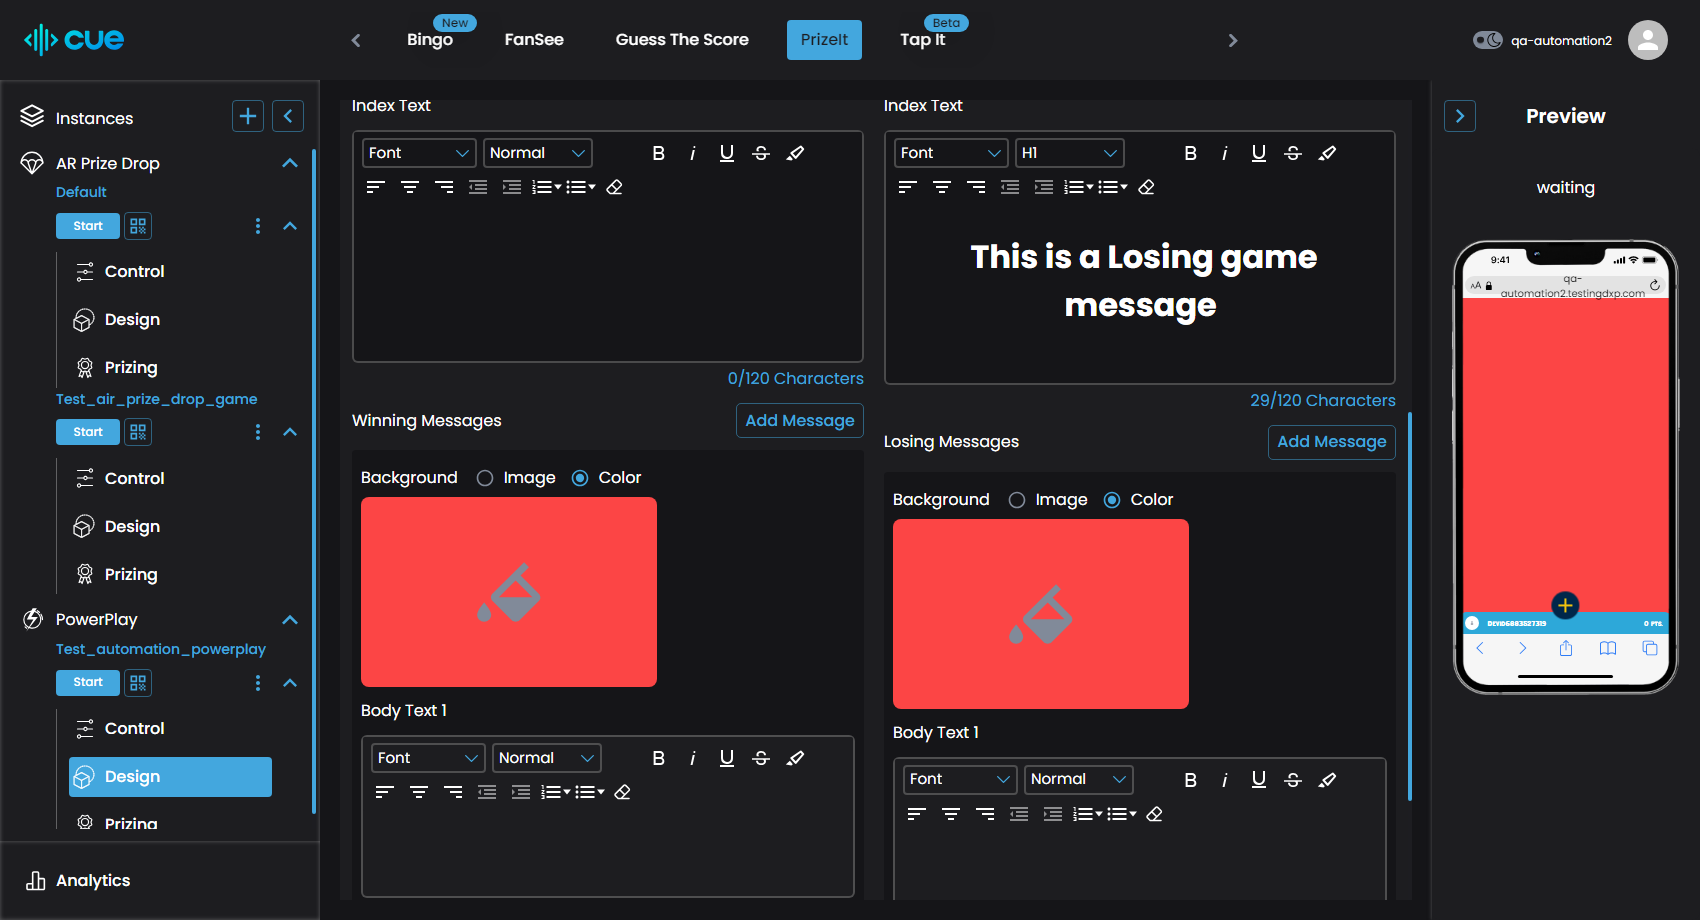 cue
Bingo
New
FanSee
Guess The Score
PrizeIt
Tap It
Beta
qa-automation2
Instances
AR Prize Drop
Default
Start
Control
Design
Prizing
Test_air_prize_drop_game
Start
Control
Design
Prizing
PowerPlay
Test_automation_powerplay
Start
Control
Design
Prizing
Analytics
Index Text
Font
Normal
B i U S
0/120 Characters
Winning Messages
Add Message
Background
Image
Color
Body Text 1
Font
Normal
B i U S
Index Text
Font
H1
B i U S
This is a Losing game
message
29/120 Characters
Losing Messages
Add Message
Background
Image
Color
Body Text 1
Font
Normal
B i U S
Preview
waiting
9:41
AA
qa-
automation2.testingdxp.com
0 PTS.